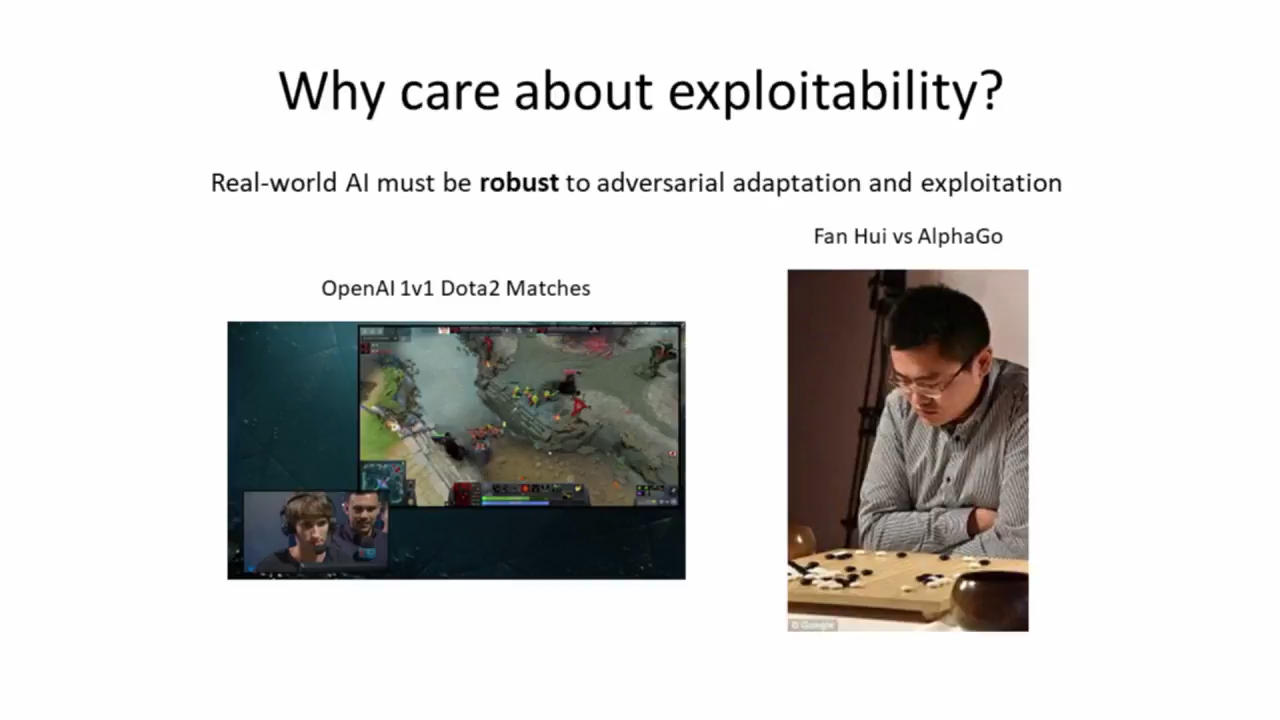 Why care about exploitability?
Real-world AI must be robust to adversarial adaptation and exploitation
Fan Hui vs AlphaGo
OpenAI 1v1 Dota2 Matches
© Google